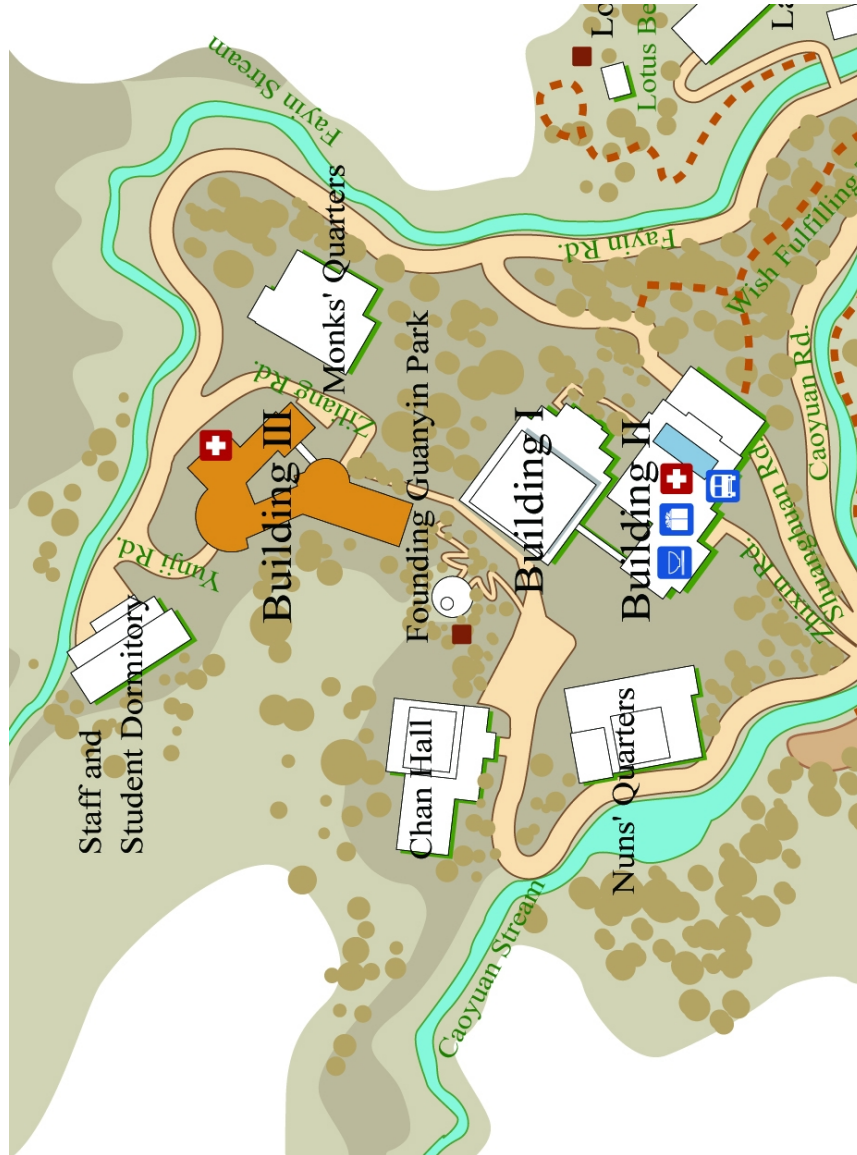 Staff and
Student Dormitory
Yunji Rd.
Building III
Zihang Rd.
Monks' Quarters
Fayin Stream
Founding Guanyin Park
Chan Hall
Caoyuan Stream
Building I
Fayin Rd.
Building II
Nuns' Quarters
Zhixin Rd.
Shuanghuan Rd.
Caoyuan Rd.
Wish Fulfilling
Lotus Be